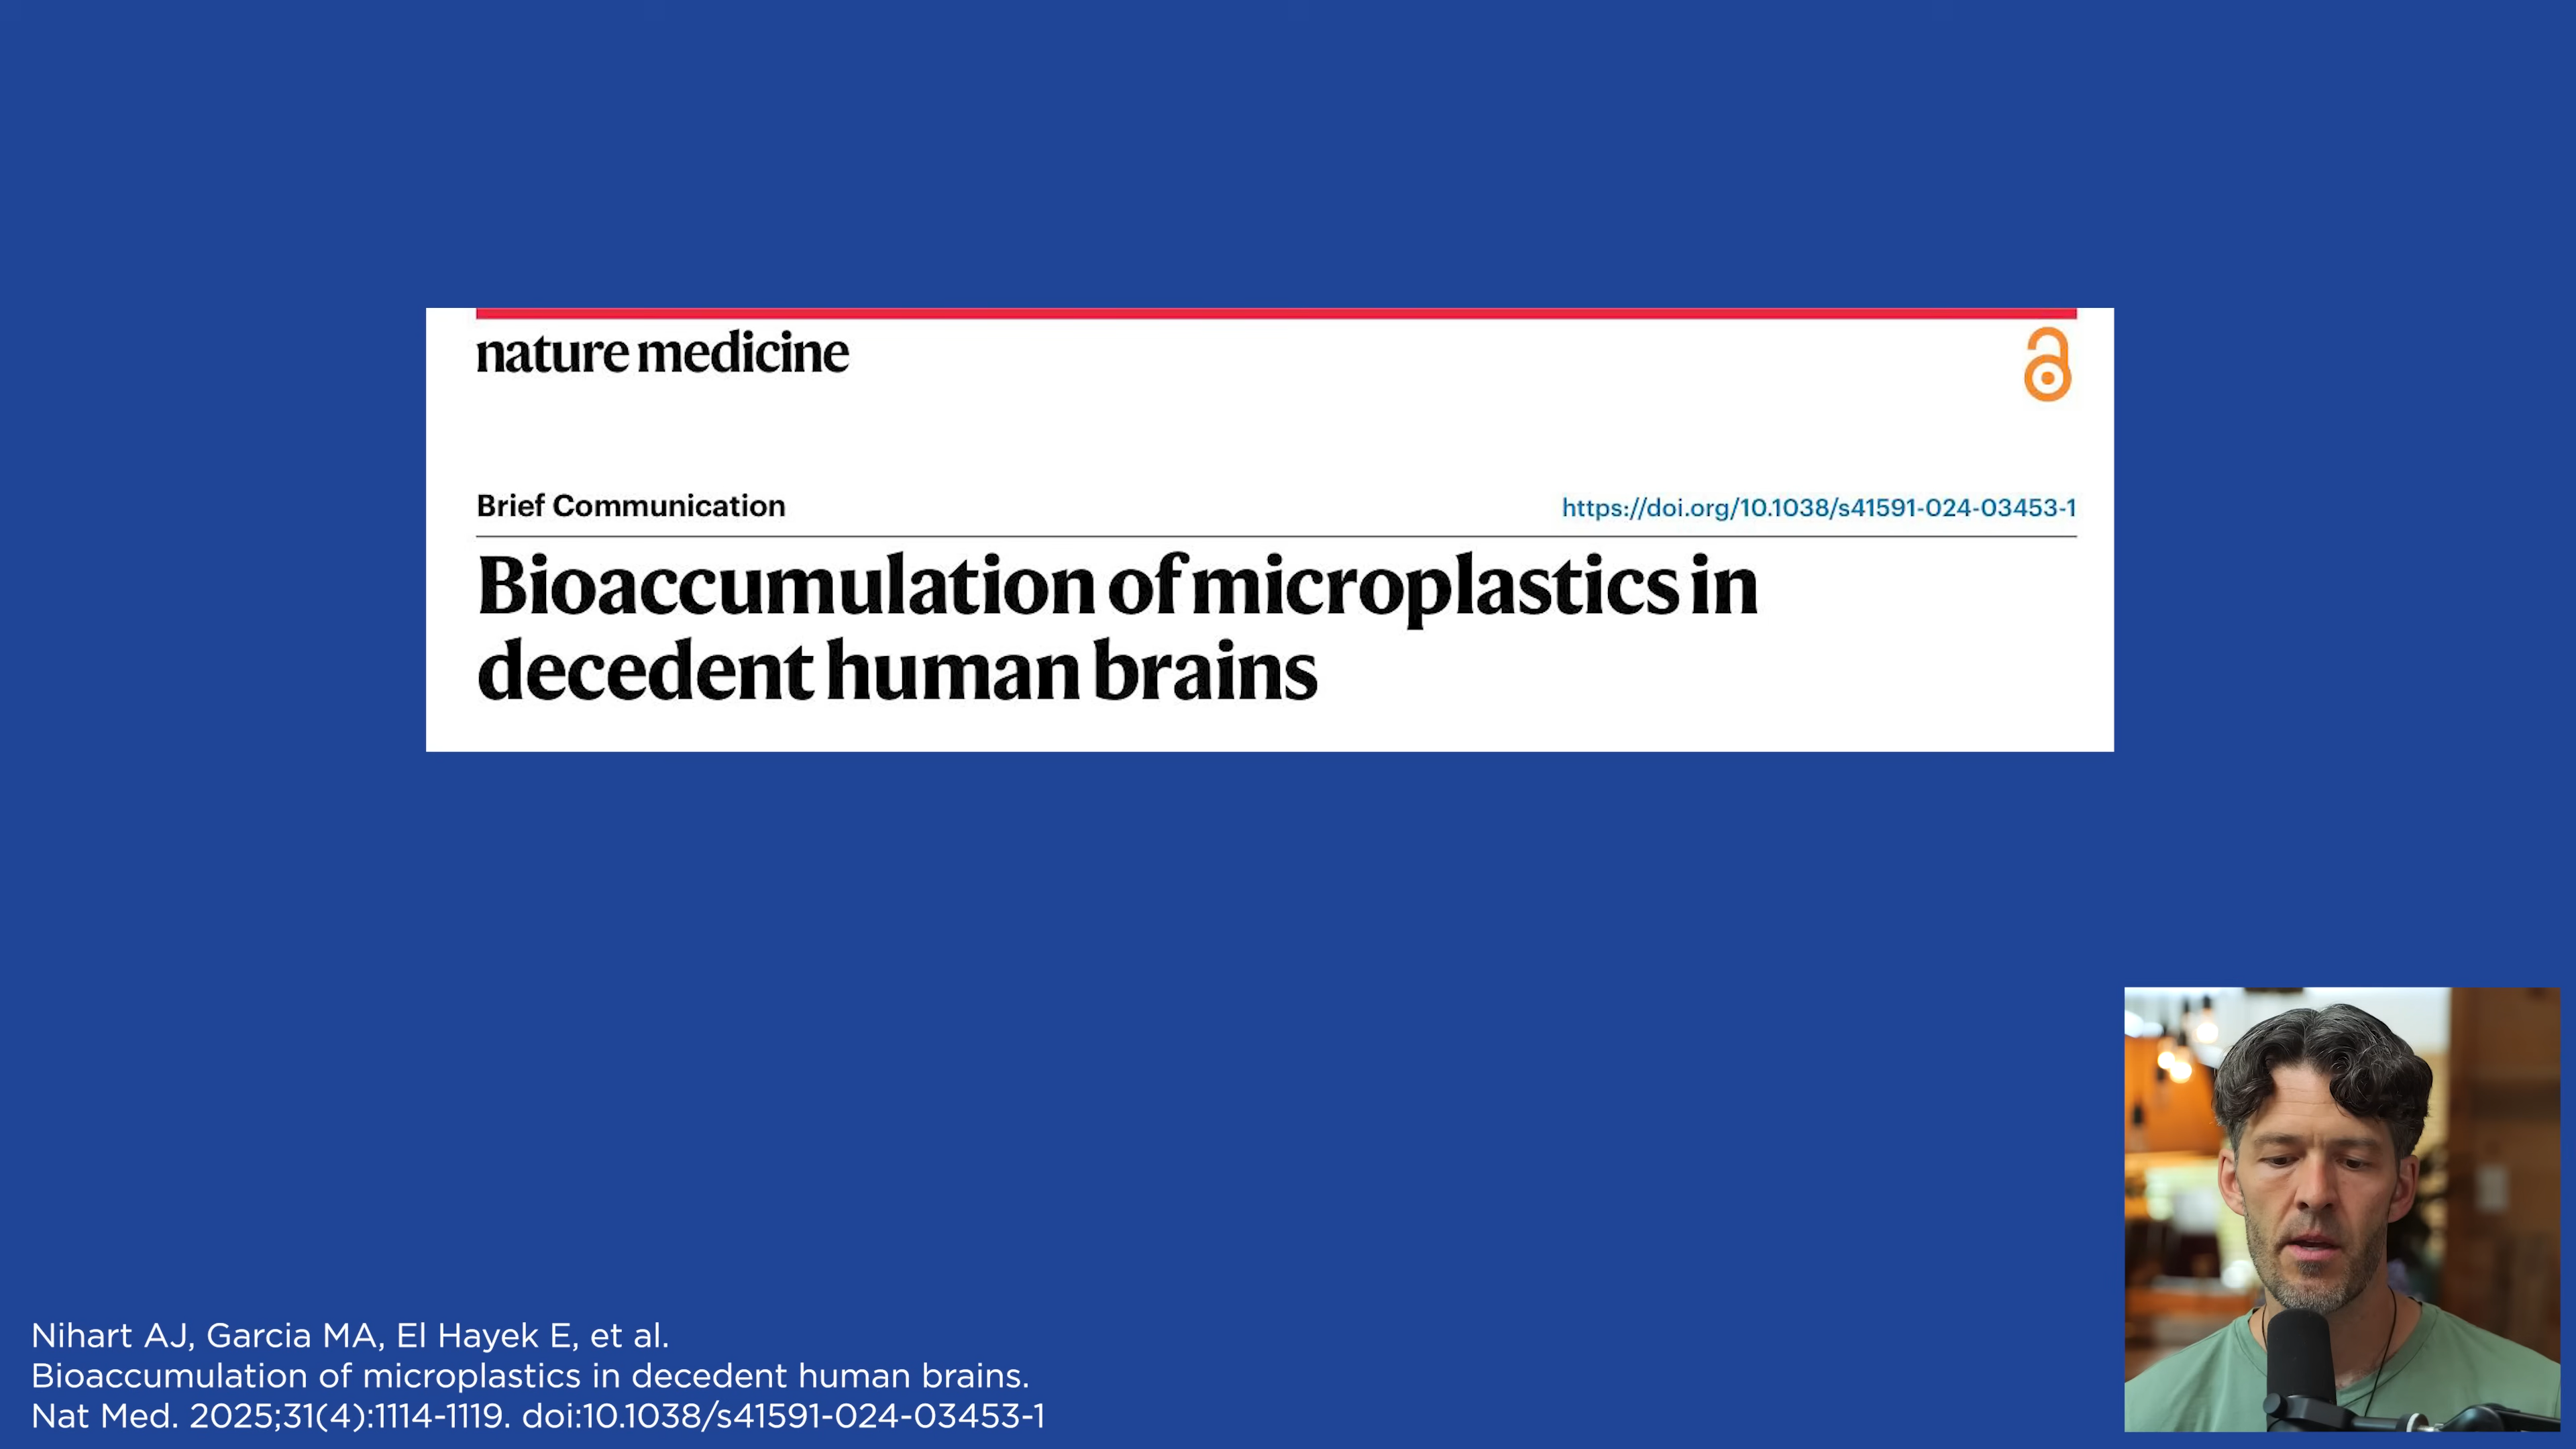 nature medicine
Brief Communication
https://doi.org/10.1038/s41591-024-03453-1
Bioaccumulation of microplastics in
decedent human brains
Nihart AJ, Garcia MA, El Hayek E, et al.
Bioaccumulation of microplastics in decedent human brains.
Nat Med. 2025;31(4):1114-1119. doi:10.1038/s41591-024-03453-1